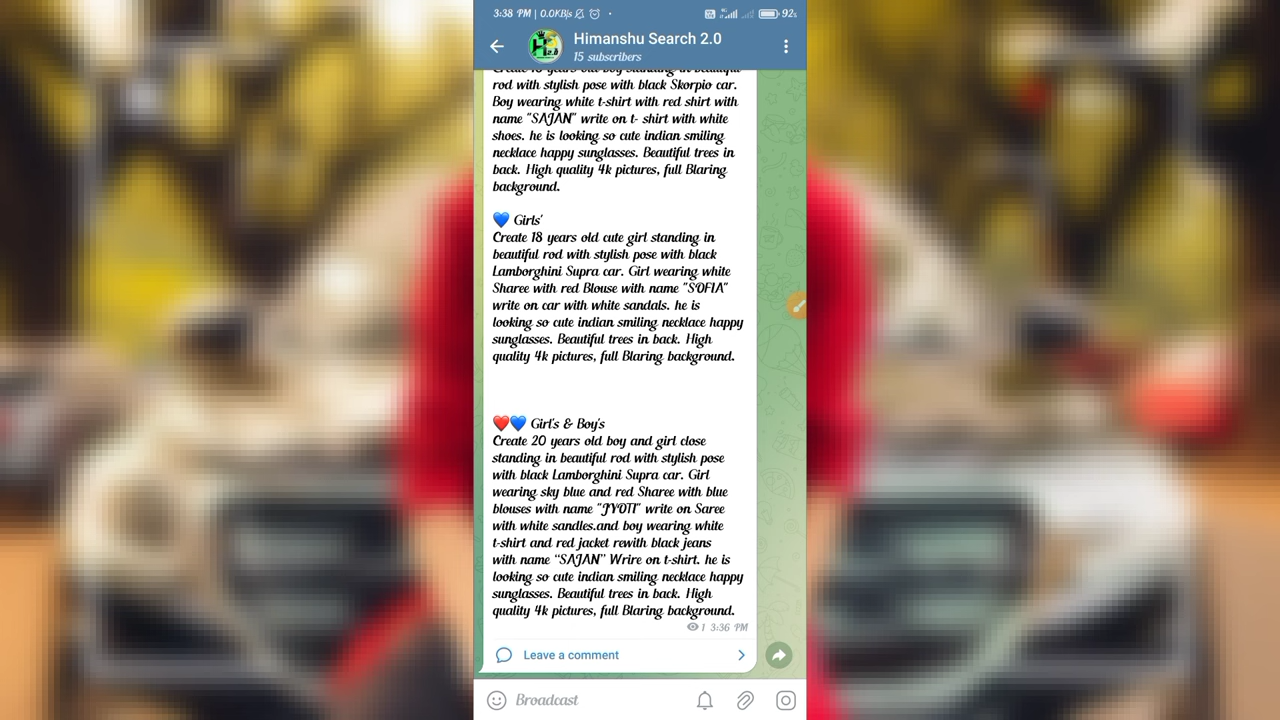 3:38 PM | 0.0KB/s
92%
Himanshu Search 2.0
15 subscribers
rod with stylish pose with black Skorpio car.
Boy wearing white t-shirt with red shirt with
name "SAJAN" write on t- shirt with white
shoes. he is looking so cute indian smiling
necklace happy sunglasses. Beautiful trees in
back. High quality 4k pictures, full Blaring
background.
💙 Girls'
Create 18 years old cute girl standing in
beautiful rod with stylish pose with black
Lamborghini Supra car. Girl wearing white
Sharee with red Blouse with name "SOFIA"
write on car with white sandals. he is
looking so cute indian smiling necklace happy
sunglasses. Beautiful trees in back. High
quality 4k pictures, full Blaring background.
❤️💙 Girl's & Boy's
Create 20 years old boy and girl close
standing in beautiful rod with stylish pose
with black Lamborghini Supra car. Girl
wearing sky blue and red Sharee with blue
blouses with name "JYOTI" write on Saree
with white sandles.and boy wearing white
t-shirt and red jacket rewith black jeans
with name “SAJAN” Wrire on t-shirt. he is
looking so cute indian smiling necklace happy
sunglasses. Beautiful trees in back. High
quality 4k pictures, full Blaring background.
1 3:36 PM
Leave a comment
Broadcast